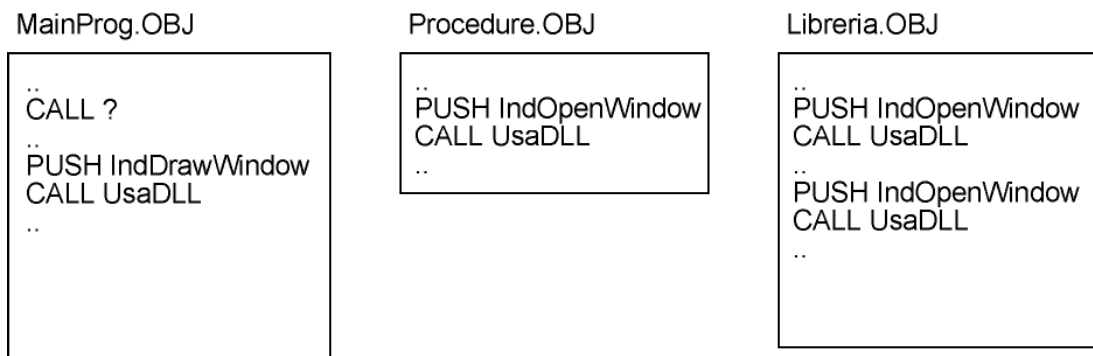 MainProg.OBJ
..
CALL ?
..
PUSH IndDrawWindow
CALL UsaDLL
..
Procedure.OBJ
..
PUSH IndOpenWindow
CALL UsaDLL
..
Libreria.OBJ
..
PUSH IndOpenWindow
CALL UsaDLL
..
PUSH IndOpenWindow
CALL UsaDLL
..